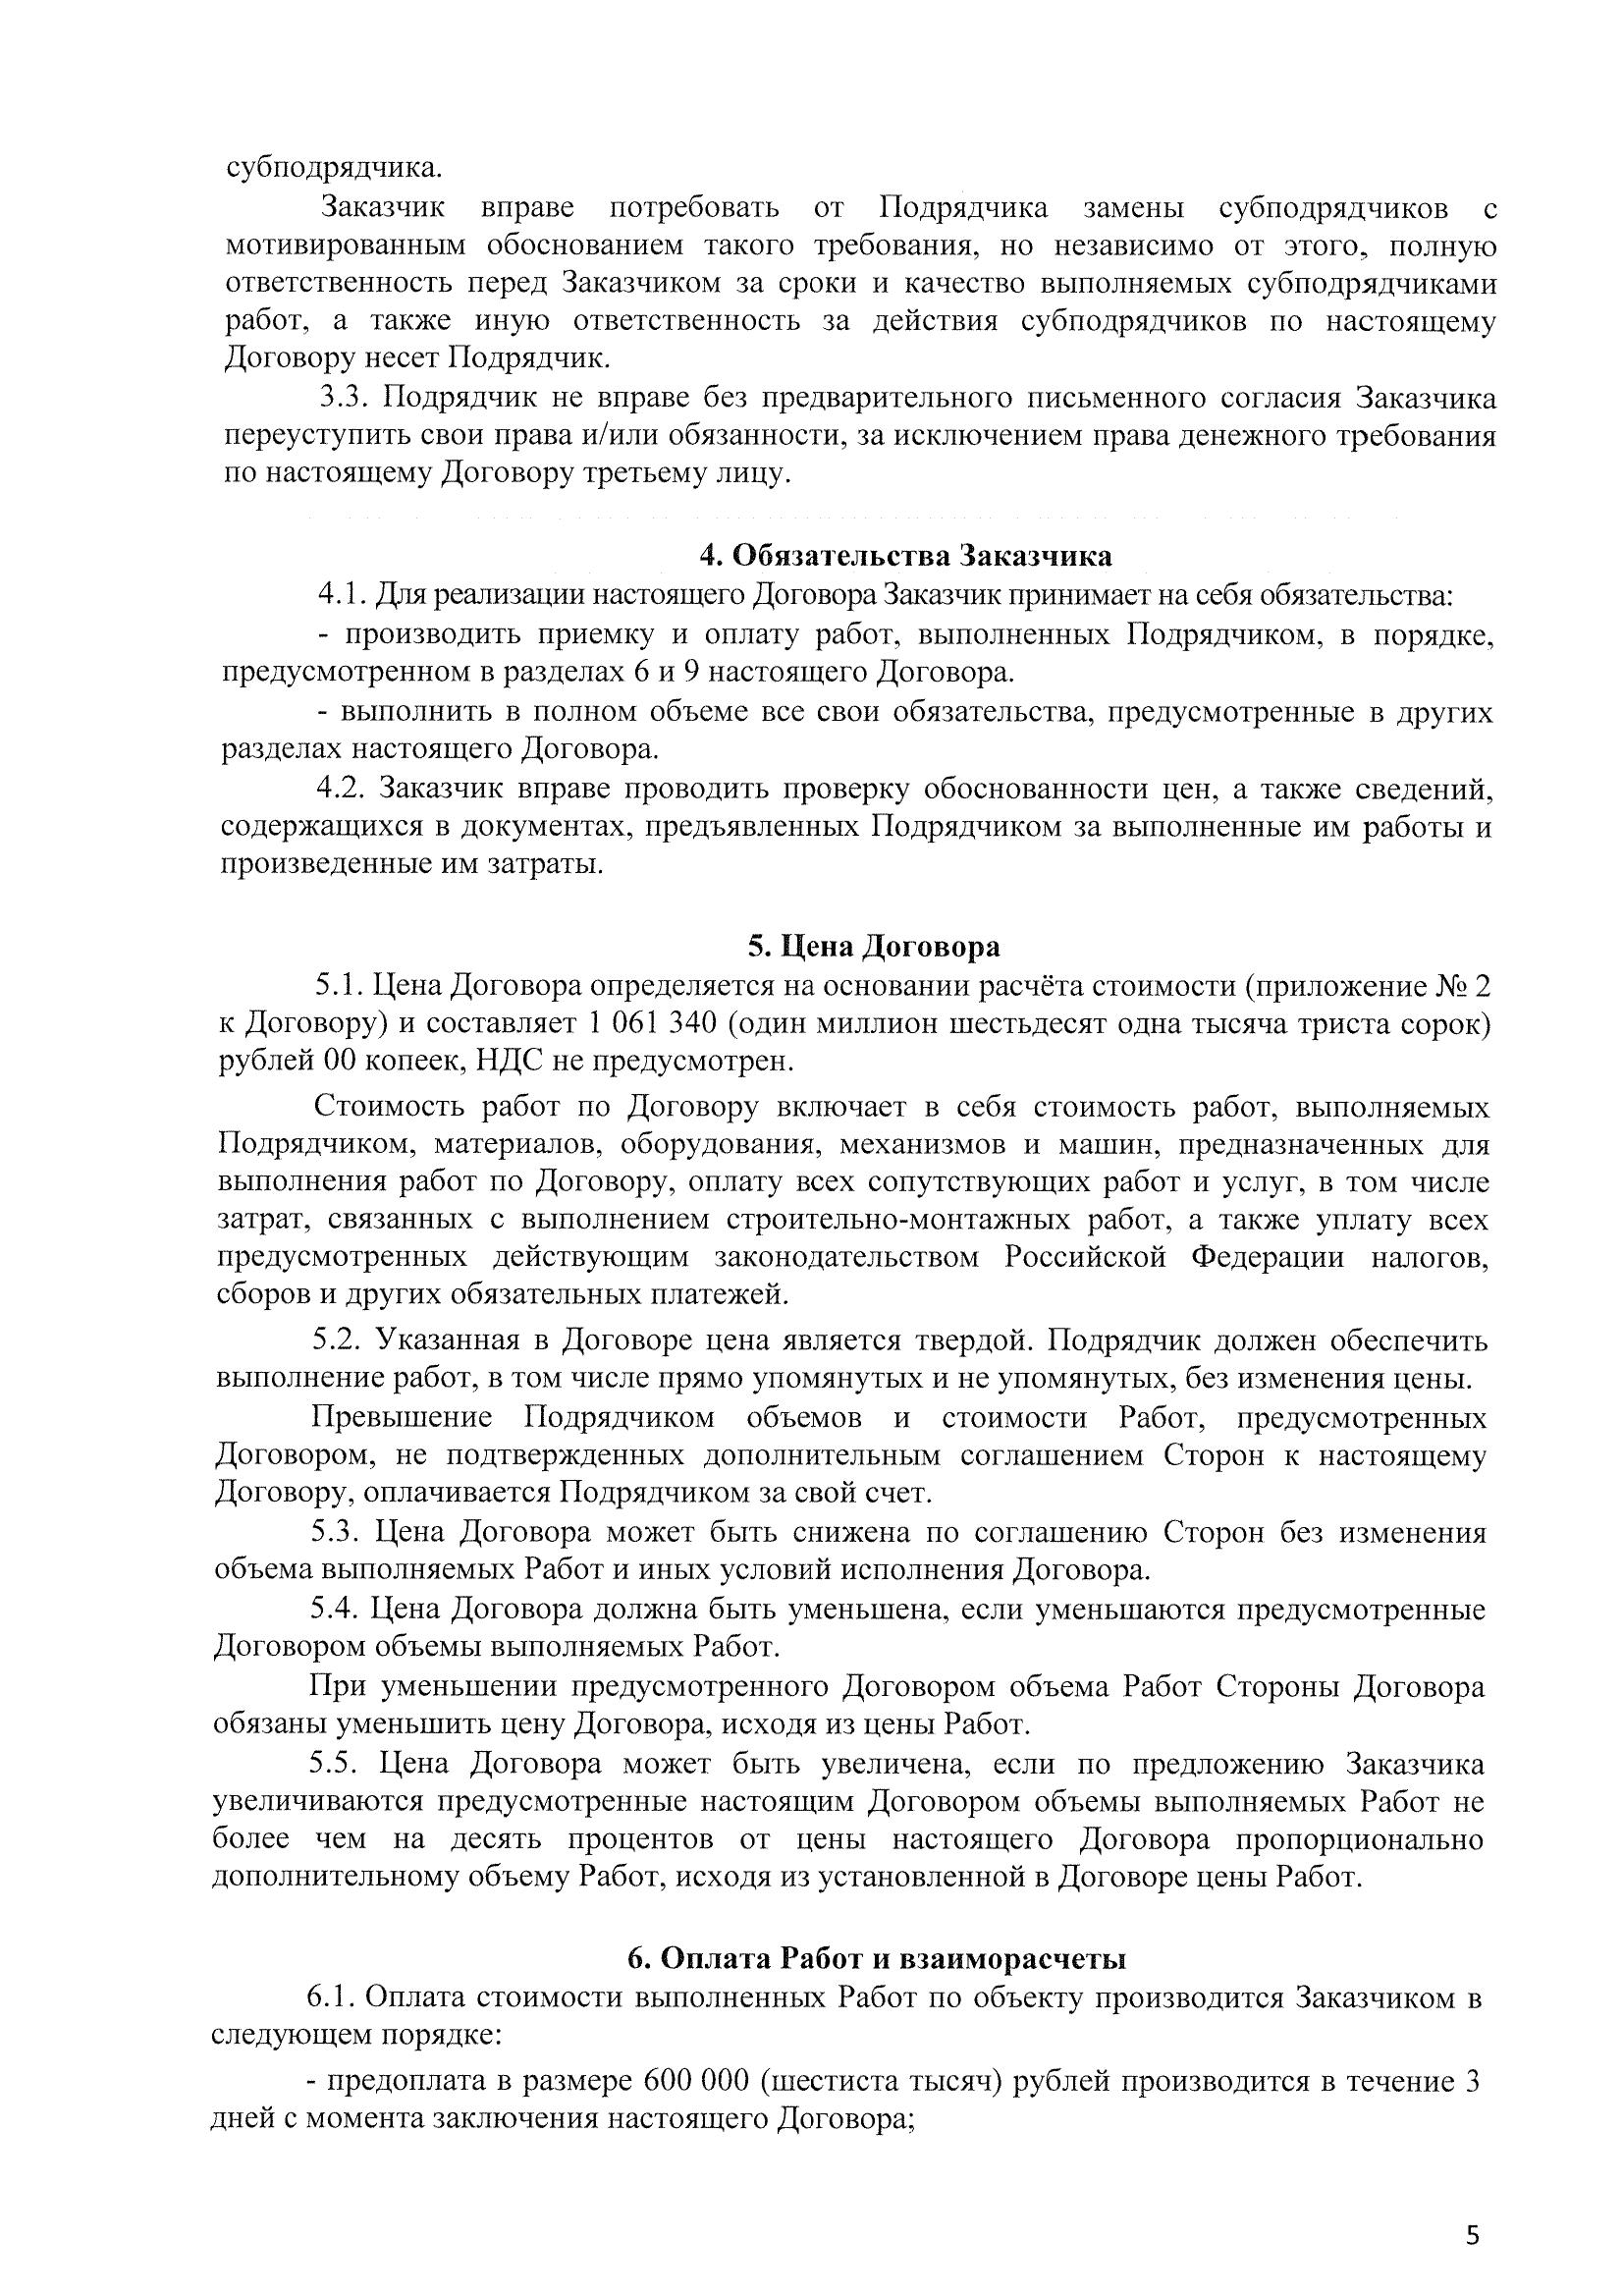 субподрядчика.
Заказчик вправе потребовать от Подрядчика замены субподрядчиков с
мотивированным обоснованием такого требования, но независимо от этого, полную
ответственность перед Заказчиком за сроки и качество выполняемых субподрядчиками
работ, а также иную ответственность за действия субподрядчиков по настоящему
Договору несет Подрядчик.
3.3. Подрядчик не вправе без предварительного письменного согласия Заказчика
переуступить свои права и/или обязанности, за исключением права денежного требования
по настоящему Договору третьему лицу.
4. Обязательства Заказчика
4.1. Для реализации настоящего Договора Заказчик принимает на себя обязательства:
- производить приемку и оплату работ, выполненных Подрядчиком, в порядке,
предусмотренном в разделах 6 и 9 настоящего Договора.
- выполнить в полном объеме все свои обязательства, предусмотренные в других
разделах настоящего Договора.
4.2. Заказчик вправе проводить проверку обоснованности цен, а также сведений,
содержащихся в документах, предъявленных Подрядчиком за выполненные им работы и
произведенные им затраты.
5. Цена Договора
5.1. Цена Договора определяется на основании расчёта стоимости (приложение № 2
к Договору) и составляет 1 061 340 (один миллион шестьдесят одна тысяча триста сорок)
рублей 00 копеек, НДС не предусмотрен.
Стоимость работ по Договору включает в себя стоимость работ, выполняемых
Подрядчиком, материалов, оборудования, механизмов и машин, предназначенных для
выполнения работ по Договору, оплату всех сопутствующих работ и услуг, в том числе
затрат, связанных с выполнением строительно-монтажных работ, а также уплату всех
предусмотренных действующим законодательством Российской Федерации налогов,
сборов и других обязательных платежей.
5.2. Указанная в Договоре цена является твердой. Подрядчик должен обеспечить
выполнение работ, в том числе прямо упомянутых и не упомянутых, без изменения цены.
Превышение Подрядчиком объемов и стоимости Работ, предусмотренных
Договором, не подтвержденных дополнительным соглашением Сторон к настоящему
Договору, оплачивается Подрядчиком за свой счет.
5.3. Цена Договора может быть снижена по соглашению Сторон без изменения
объема выполняемых Работ и иных условий исполнения Договора.
5.4. Цена Договора должна быть уменьшена, если уменьшаются предусмотренные
Договором объемы выполняемых Работ.
При уменьшении предусмотренного Договором объема Работ Стороны Договора
обязаны уменьшить цену Договора, исходя из цены Работ.
5.5. Цена Договора может быть увеличена, если по предложению Заказчика
увеличиваются предусмотренные настоящим Договором объемы выполняемых Работ не
более чем на десять процентов от цены настоящего Договора пропорционально
дополнительному объему Работ, исходя из установленной в Договоре цены Работ.
6. Оплата Работ и взаиморасчеты
6.1. Оплата стоимости выполненных Работ по объекту производится Заказчиком в
следующем порядке:
- предоплата в размере 600 000 (шестиста тысяч) рублей производится в течение 3
дней с момента заключения настоящего Договора;
5